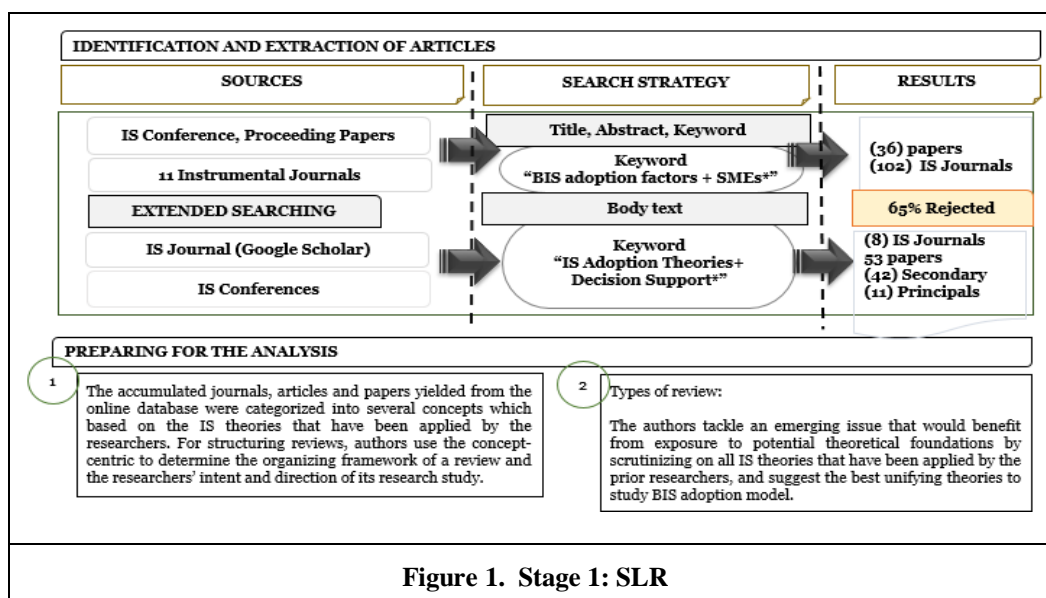 IDENTIFICATION AND EXTRACTION OF ARTICLES
SOURCES
SEARCH STRATEGY
RESULTS
IS Conference, Proceeding Papers
11 Instrumental Journals
Title, Abstract, Keyword
Keyword
“BIS adoption factors + SMEs*”
(36) papers
(102) IS Journals
EXTENDED SEARCHING
Body text
65% Rejected
IS Journal (Google Scholar)
IS Conferences
Keyword
“IS Adoption Theories+
Decision Support*”
(8) IS Journals
53 papers
(42) Secondary
(11) Principals
PREPARING FOR THE ANALYSIS
1
The accumulated journals, articles and papers yielded from the
online database were categorized into several concepts which
based on the IS theories that have been applied by the
researchers. For structuring reviews, authors use the concept-
centric to determine the organizing framework of a review and
the researchers’ intent and direction of its research study.
2
Types of review:
The authors tackle an emerging issue that would benefit
from exposure to potential theoretical foundations by
scrutinizing on all IS theories that have been applied by the
prior researchers, and suggest the best unifying theories to
study BIS adoption model.
Figure 1. Stage 1: SLR